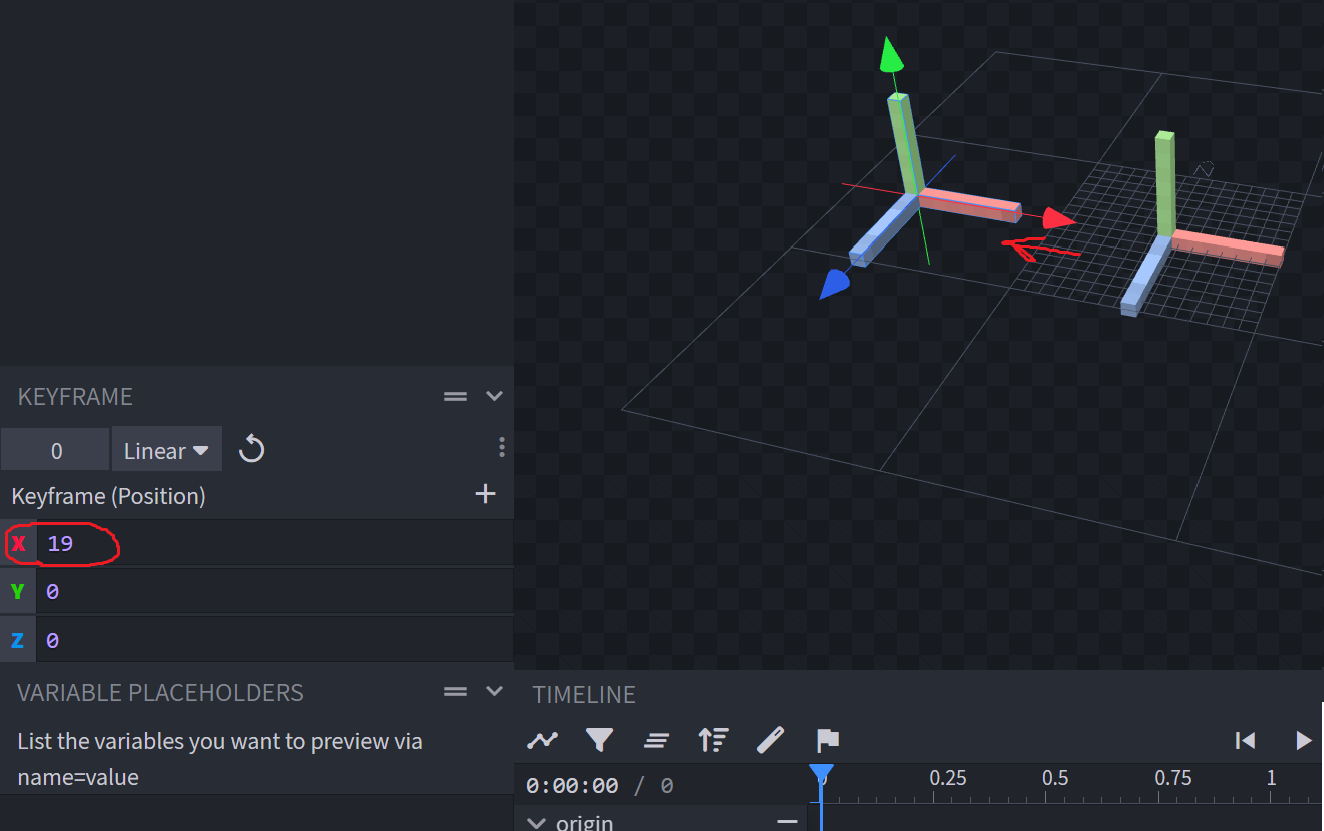 KEYFRAME
0 Linear
Keyframe (Position)
X 19
Y 0
Z 0
VARIABLE PLACEHOLDERS
List the variables you want to preview via
name=value
TIMELINE
0:00:00 / 0
0 0.25 0.5 0.75 1
origin